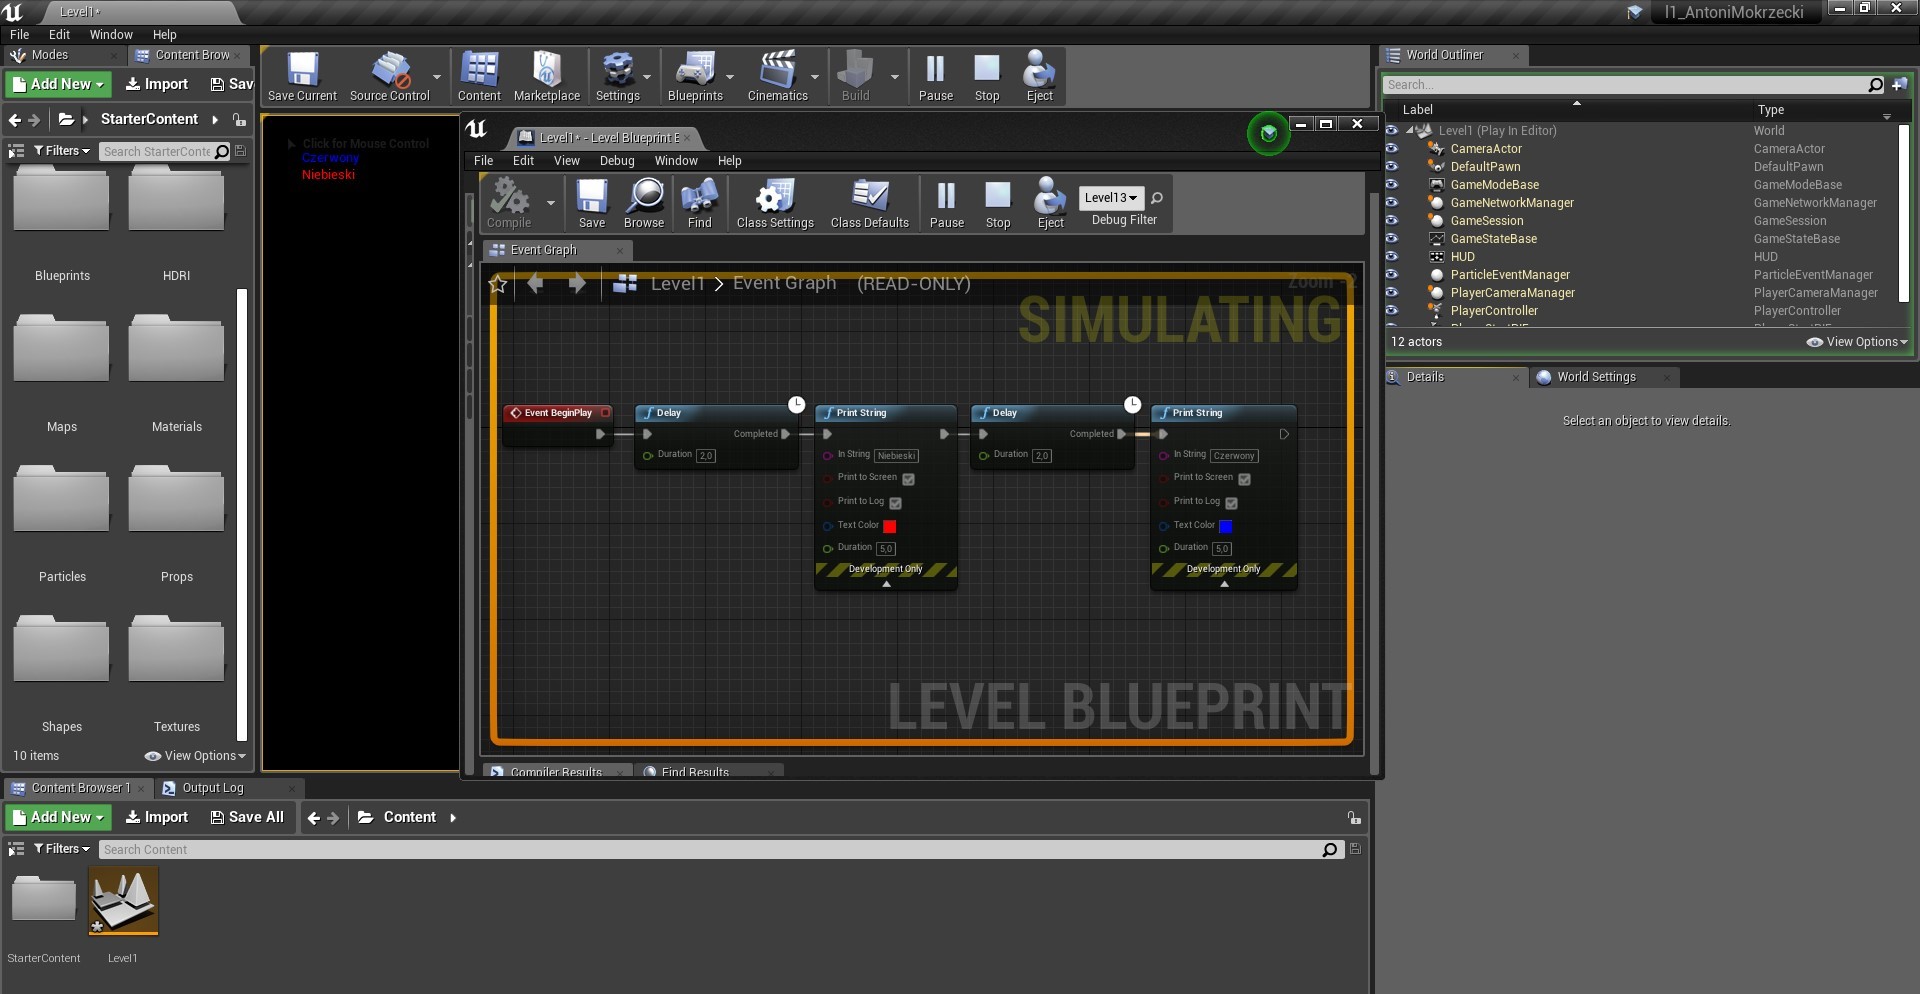 Level1*
l1_AntoniMokrzecki
File Edit Window Help
Modes
Content Brow
Add New Import Sav
StarterContent
Filters Search StarterConte
Blueprints HDRI
Maps Materials
Particles Props
Shapes Textures
10 items View Options
Save Current Source Control Content Marketplace Settings Blueprints Cinematics Build Pause Stop Eject
Click for Mouse Control
Czerwony
Niebieski
Level1* - Level Blueprint E
File Edit View Debug Window Help
Compile Save Browse Find Class Settings Class Defaults Pause Stop Eject
Level13
Debug Filter
Event Graph
Level1 > Event Graph (READ-ONLY)
Zoom -2
SIMULATING
Event BeginPlay
Delay
Completed
Duration 2,0
Print String
In String Niebieski
Print to Screen
Print to Log
Text Color
Duration 5,0
Development Only
Delay
Completed
Duration 2,0
Print String
In String Czerwony
Print to Screen
Print to Log
Text Color
Duration 5,0
Development Only
LEVEL BLUEPRINT
Compiler Results Find Results
World Outliner
Search...
Label Type
Level1 (Play In Editor) World
CameraActor CameraActor
DefaultPawn DefaultPawn
GameModeBase GameModeBase
GameNetworkManager GameNetworkManager
GameSession GameSession
GameStateBase GameStateBase
HUD HUD
ParticleEventManager ParticleEventManager
PlayerCameraManager PlayerCameraManager
PlayerController PlayerController
12 actors View Options
Details World Settings
Select an object to view details.
Content Browser 1 Output Log
Add New Import Save All Content
Filters Search Content
StarterContent Level1